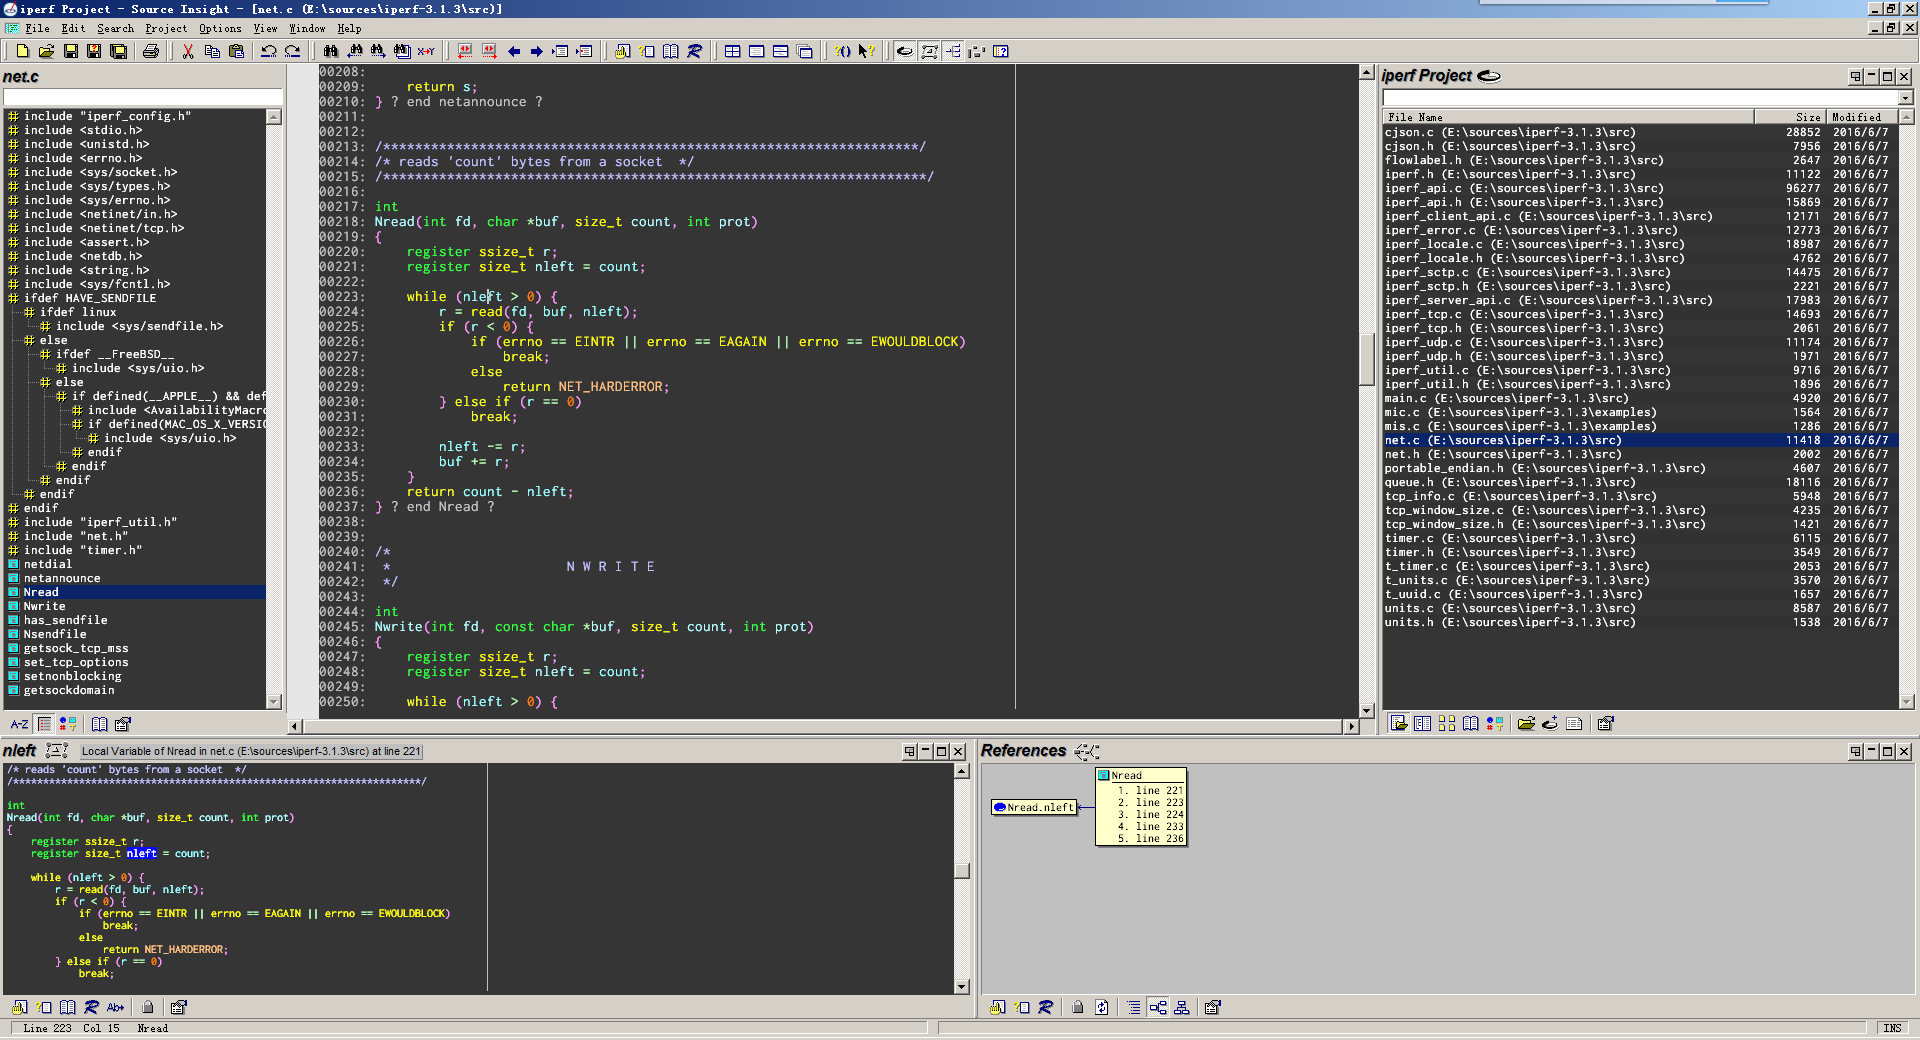 iperf Project - Source Insight - [net.c (E:\sources\iperf-3.1.3\src)]
File Edit Search Project Options View Window Help
net.c
# include "iperf_config.h"
# include <stdio.h>
# include <unistd.h>
# include <errno.h>
# include <sys/socket.h>
# include <sys/types.h>
# include <sys/errno.h>
# include <netinet/in.h>
# include <netinet/tcp.h>
# include <assert.h>
# include <netdb.h>
# include <string.h>
# include <sys/fcntl.h>
# ifdef HAVE_SENDFILE
# ifdef linux
# include <sys/sendfile.h>
# else
# ifdef __FreeBSD__
# include <sys/uio.h>
# else
# if defined(__APPLE__) && def
# include <AvailabilityMacro
# if defined(MAC_OS_X_VERSIO
# include <sys/uio.h>
# endif
# endif
# endif
# endif
# endif
# include "iperf_util.h"
# include "net.h"
# include "timer.h"
netdial
netannounce
Nread
Nwrite
has_sendfile
Nsendfile
getsock_tcp_mss
set_tcp_options
setnonblocking
getsockdomain
A-Z
00208:
00209: return s;
00210: } ? end netannounce ?
00211:
00212:
00213: /*******************************************************************/
00214: /* reads 'count' bytes from a socket */
00215: /********************************************************************/
00216:
00217: int
00218: Nread(int fd, char *buf, size_t count, int prot)
00219: {
00220: register ssize_t r;
00221: register size_t nleft = count;
00222:
00223: while (nleft > 0) {
00224: r = read(fd, buf, nleft);
00225: if (r < 0) {
00226: if (errno == EINTR || errno == EAGAIN || errno == EWOULDBLOCK)
00227: break;
00228: else
00229: return NET_HARDERROR;
00230: } else if (r == 0)
00231: break;
00232:
00233: nleft -= r;
00234: buf += r;
00235: }
00236: return count - nleft;
00237: } ? end Nread ?
00238:
00239:
00240: /*
00241: * N W R I T E
00242: */
00243:
00244: int
00245: Nwrite(int fd, const char *buf, size_t count, int prot)
00246: {
00247: register ssize_t r;
00248: register size_t nleft = count;
00249:
00250: while (nleft > 0) {
iperf Project
File Name Size Modified
cjson.c (E:\sources\iperf-3.1.3\src) 28852 2016/6/7
cjson.h (E:\sources\iperf-3.1.3\src) 7956 2016/6/7
flowlabel.h (E:\sources\iperf-3.1.3\src) 2647 2016/6/7
iperf.h (E:\sources\iperf-3.1.3\src) 11122 2016/6/7
iperf_api.c (E:\sources\iperf-3.1.3\src) 96277 2016/6/7
iperf_api.h (E:\sources\iperf-3.1.3\src) 15869 2016/6/7
iperf_client_api.c (E:\sources\iperf-3.1.3\src) 12171 2016/6/7
iperf_error.c (E:\sources\iperf-3.1.3\src) 12773 2016/6/7
iperf_locale.c (E:\sources\iperf-3.1.3\src) 18987 2016/6/7
iperf_locale.h (E:\sources\iperf-3.1.3\src) 4762 2016/6/7
iperf_sctp.c (E:\sources\iperf-3.1.3\src) 14475 2016/6/7
iperf_sctp.h (E:\sources\iperf-3.1.3\src) 2221 2016/6/7
iperf_server_api.c (E:\sources\iperf-3.1.3\src) 17983 2016/6/7
iperf_tcp.c (E:\sources\iperf-3.1.3\src) 14693 2016/6/7
iperf_tcp.h (E:\sources\iperf-3.1.3\src) 2061 2016/6/7
iperf_udp.c (E:\sources\iperf-3.1.3\src) 11174 2016/6/7
iperf_udp.h (E:\sources\iperf-3.1.3\src) 1971 2016/6/7
iperf_util.c (E:\sources\iperf-3.1.3\src) 9716 2016/6/7
iperf_util.h (E:\sources\iperf-3.1.3\src) 1896 2016/6/7
main.c (E:\sources\iperf-3.1.3\src) 4920 2016/6/7
mic.c (E:\sources\iperf-3.1.3\examples) 1564 2016/6/7
mis.c (E:\sources\iperf-3.1.3\examples) 1286 2016/6/7
net.c (E:\sources\iperf-3.1.3\src) 11418 2016/6/7
net.h (E:\sources\iperf-3.1.3\src) 2002 2016/6/7
portable_endian.h (E:\sources\iperf-3.1.3\src) 4607 2016/6/7
queue.h (E:\sources\iperf-3.1.3\src) 18116 2016/6/7
tcp_info.c (E:\sources\iperf-3.1.3\src) 5948 2016/6/7
tcp_window_size.c (E:\sources\iperf-3.1.3\src) 4235 2016/6/7
tcp_window_size.h (E:\sources\iperf-3.1.3\src) 1421 2016/6/7
timer.c (E:\sources\iperf-3.1.3\src) 6115 2016/6/7
timer.h (E:\sources\iperf-3.1.3\src) 3549 2016/6/7
t_timer.c (E:\sources\iperf-3.1.3\src) 2053 2016/6/7
t_units.c (E:\sources\iperf-3.1.3\src) 3570 2016/6/7
t_uuid.c (E:\sources\iperf-3.1.3\src) 1657 2016/6/7
units.c (E:\sources\iperf-3.1.3\src) 8587 2016/6/7
units.h (E:\sources\iperf-3.1.3\src) 1538 2016/6/7
nleft Local Variable of Nread in net.c (E:\sources\iperf-3.1.3\src) at line 221
/* reads 'count' bytes from a socket */
/********************************************************************/
int
Nread(int fd, char *buf, size_t count, int prot)
{
register ssize_t r;
register size_t nleft = count;
while (nleft > 0) {
r = read(fd, buf, nleft);
if (r < 0) {
if (errno == EINTR || errno == EAGAIN || errno == EWOULDBLOCK)
break;
else
return NET_HARDERROR;
} else if (r == 0)
break;
References
Nread.nleft
Nread
1. line 221
2. line 223
3. line 224
4. line 233
5. line 236
Line 223 Col 15 Nread
INS